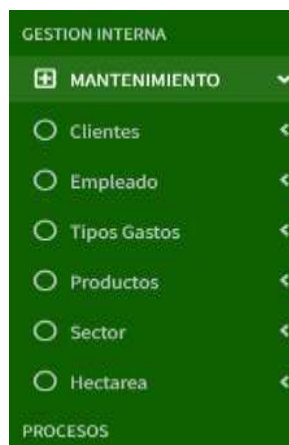 GESTION INTERNA
MANTENIMIENTO
Clientes
Empleado
Tipos Gastos
Productos
Sector
Hectarea
PROCESOS